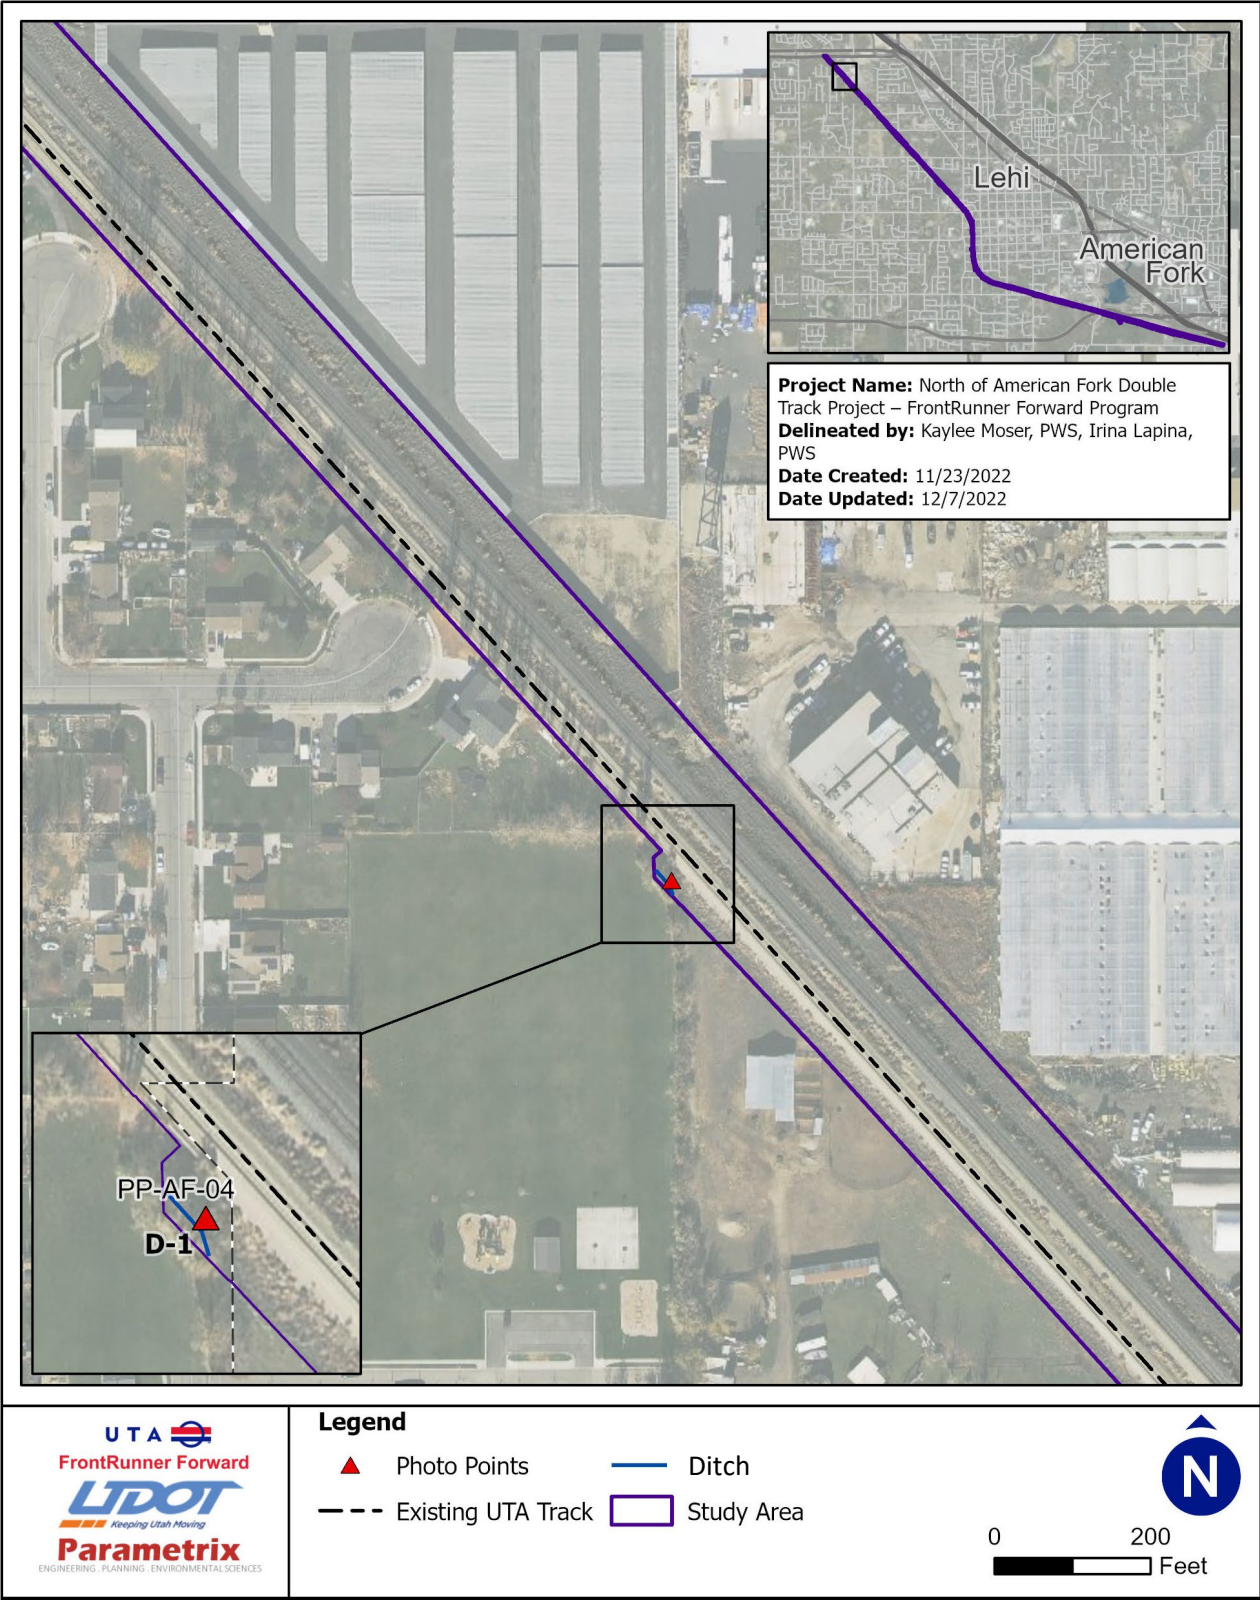 Lehi
American
Fork
Project Name: North of American Fork Double
Track Project – FrontRunner Forward Program
Delineated by: Kaylee Moser, PWS, Irina Lapina,
PWS
Date Created: 11/23/2022
Date Updated: 12/7/2022
PP-AF-04
D-1
UTA
FrontRunner Forward
UDOT
Keeping Utah Moving
Parametrix
ENGINEERING . PLANNING . ENVIRONMENTAL SCIENCES
Legend
Photo Points
Ditch
Existing UTA Track
Study Area
N
0 200
Feet